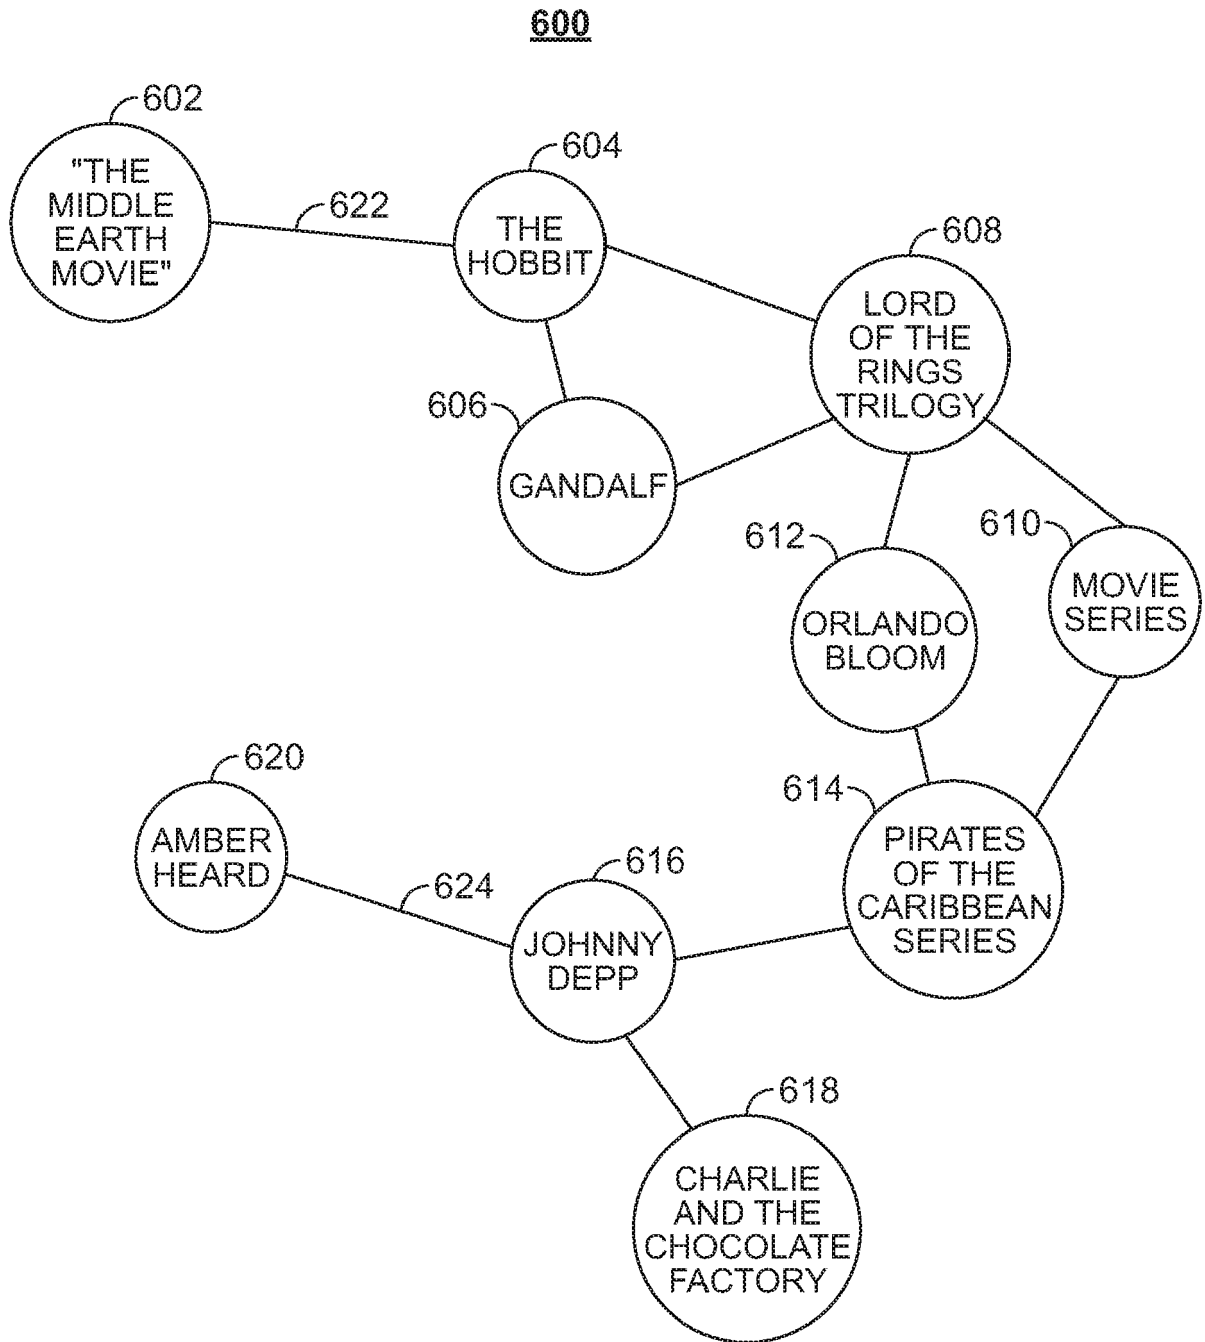 600
602
"THE
MIDDLE
EARTH
MOVIE"
622
604
THE
HOBBIT
608
LORD
OF THE
RINGS
TRILOGY
606
GANDALF
612
ORLANDO
BLOOM
610
MOVIE
SERIES
620
AMBER
HEARD
624
616
JOHNNY
DEPP
614
PIRATES
OF THE
CARIBBEAN
SERIES
618
CHARLIE
AND THE
CHOCOLATE
FACTORY